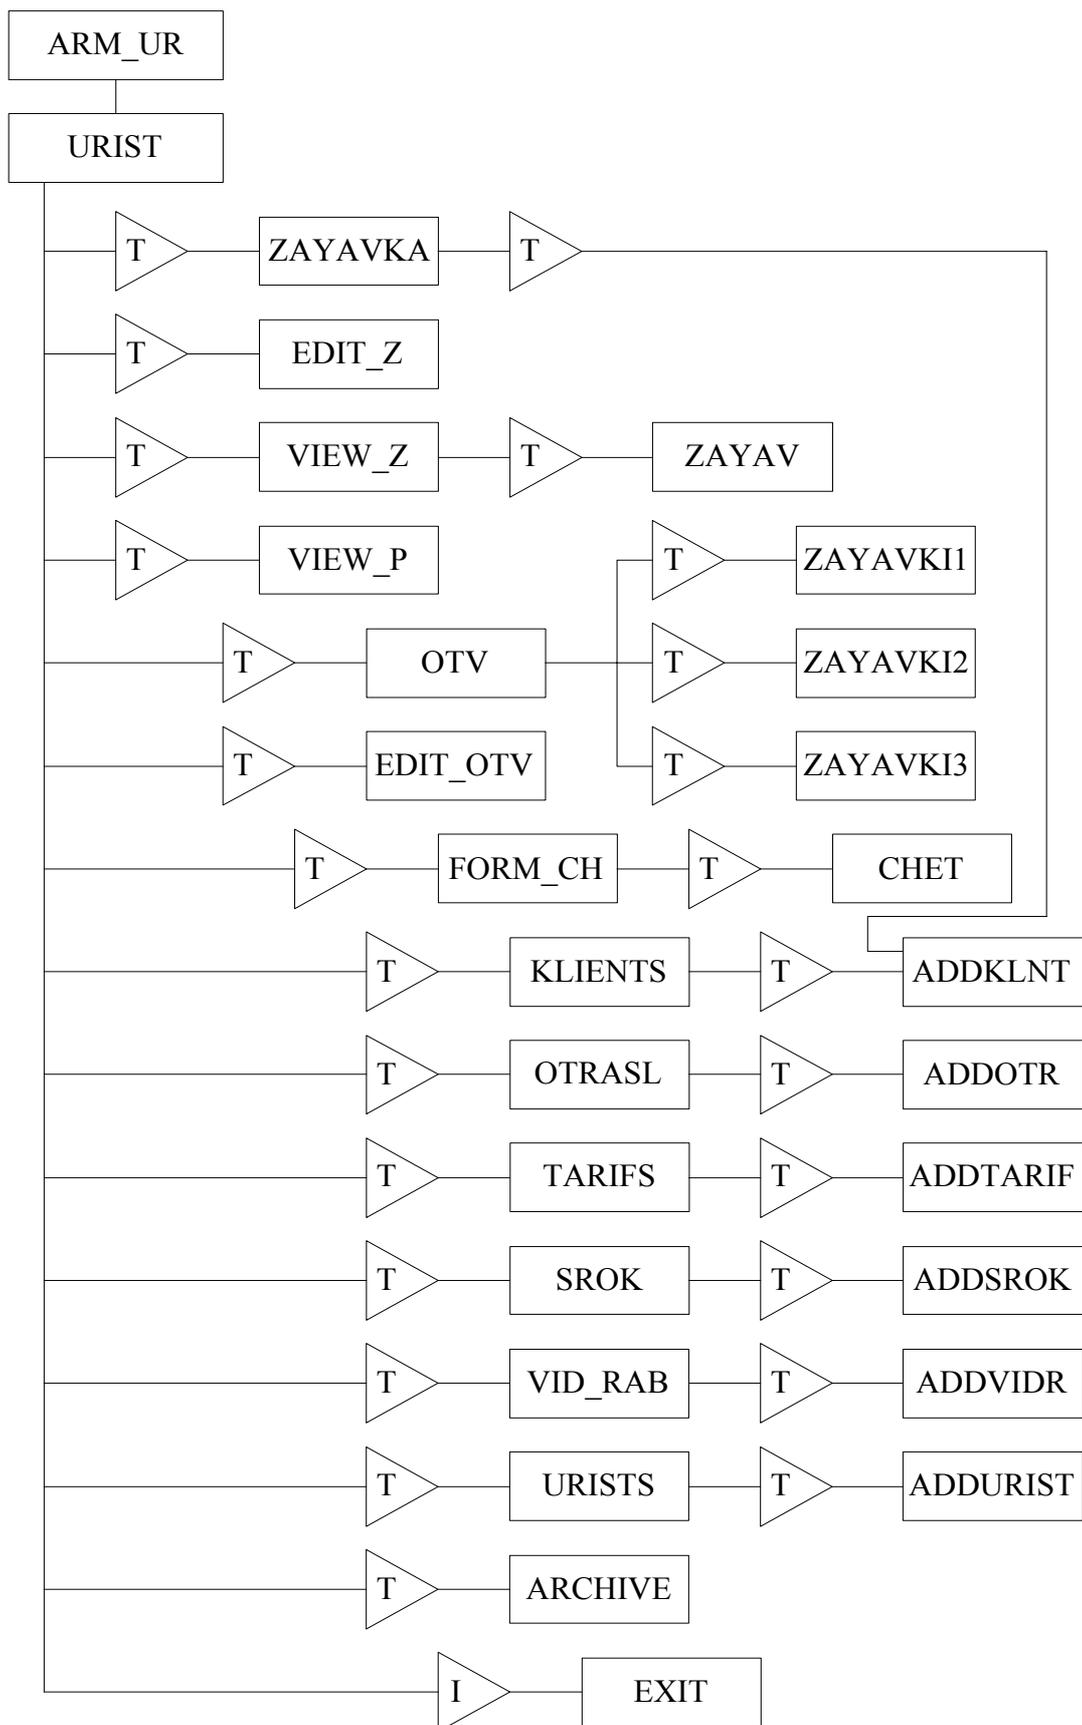 ARM_UR
URIST
T ZAYAVKA T
T EDIT_Z
T VIEW_Z T ZAYAV
T VIEW_P T ZAYAVKI1
T OTV T ZAYAVKI2
T EDIT_OTV T ZAYAVKI3
T FORM_CH T CHET
T KLIENTS T ADDKLNT
T OTRASL T ADDOTR
T TARIFS T ADDTARIF
T SROK T ADDSROK
T VID_RAB T ADDVIDR
T URISTS T ADDURIST
T ARCHIVE
I EXIT